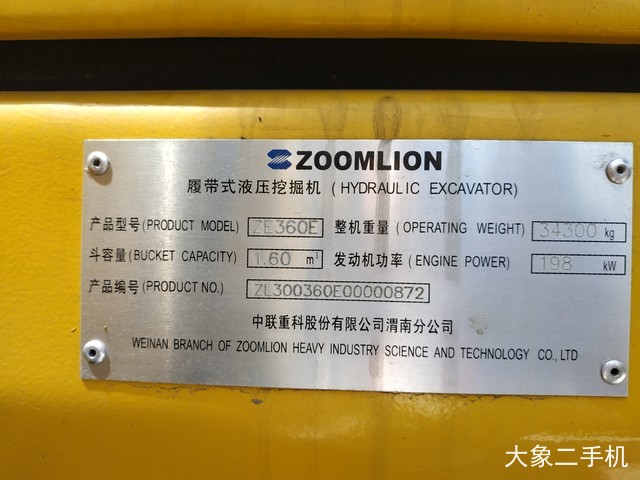 ZOOMLION
履带式液压挖掘机 (HYDRAULIC EXCAVATOR)
产品型号(PRODUCT MODEL) ZE360E 整机重量(OPERATING WEIGHT) 34300 kg
斗容量(BUCKET CAPACITY) 1.60 m³ 发动机功率(ENGINE POWER) 198 kW
产品编号(PRODUCT NO.) ZL300360E00000872
中联重科股份有限公司渭南分公司
WEINAN BRANCH OF ZOOMLION HEAVY INDUSTRY SCIENCE AND TECHNOLOGY CO., LTD
大象二手机